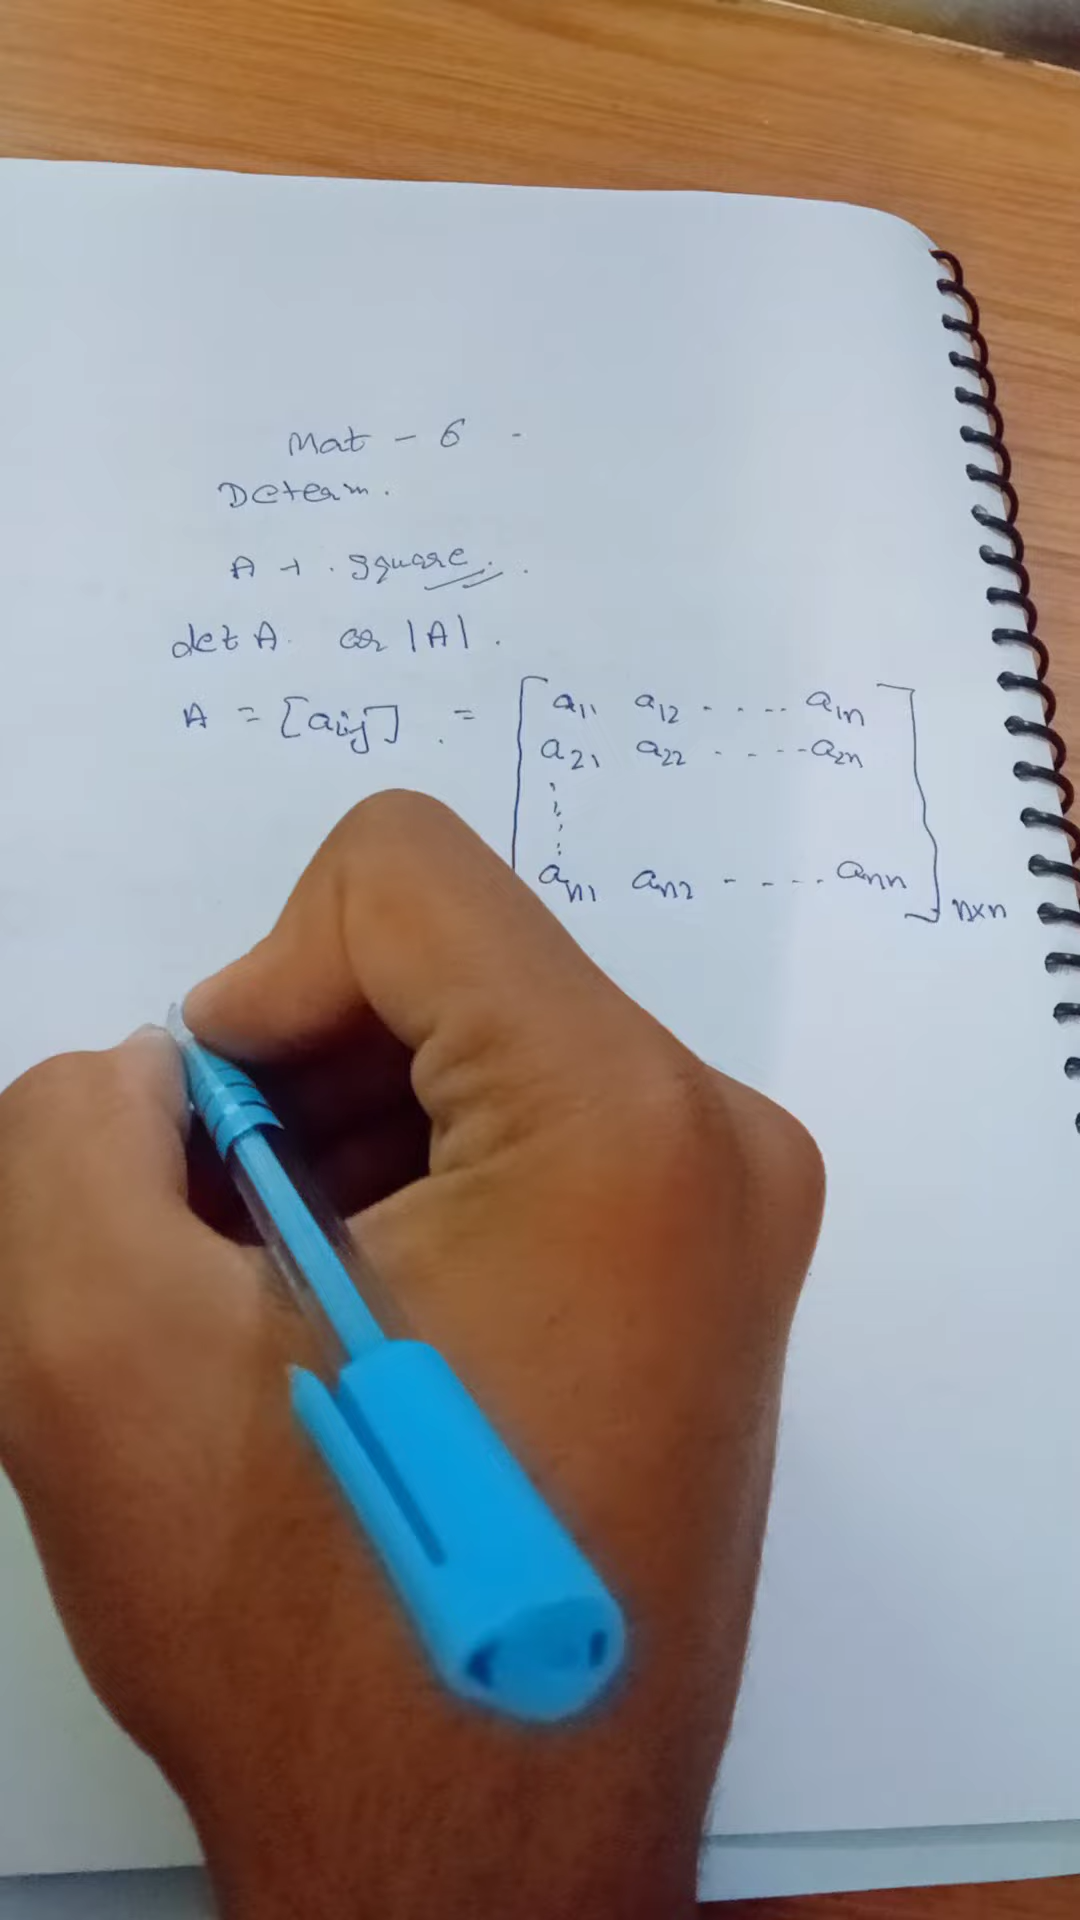 Mat - 6 -
Determ.
A → . square. .
det A. or |A| .
A = [aij] . = [ a11 a12 - . . . - a1n
a21 a22 - - - - - a2n
an1 an2 - - - - . ann ] n×n